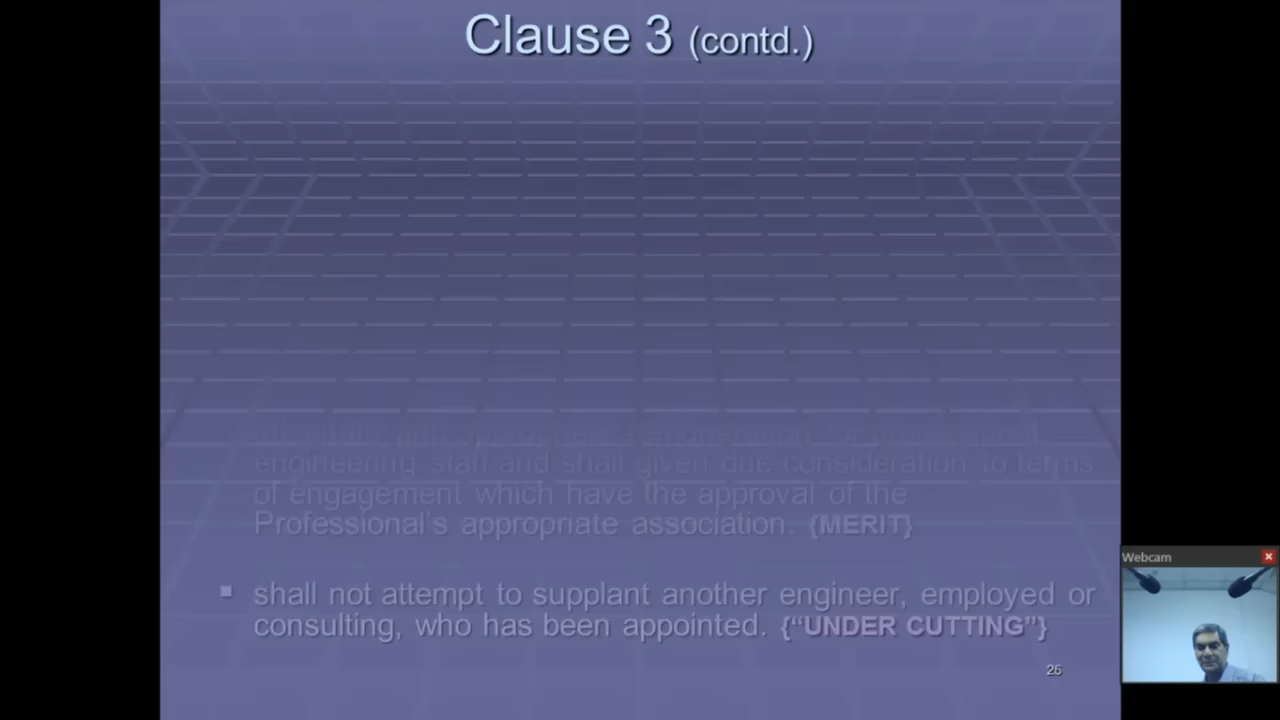 Clause 3 (contd.)
engineering staff and shall given due consideration to terms
of engagement which have the approval of the
Professional's appropriate association. {MERIT}
▪ shall not attempt to supplant another engineer, employed or
consulting, who has been appointed. {“UNDER CUTTING”}
26
Webcam